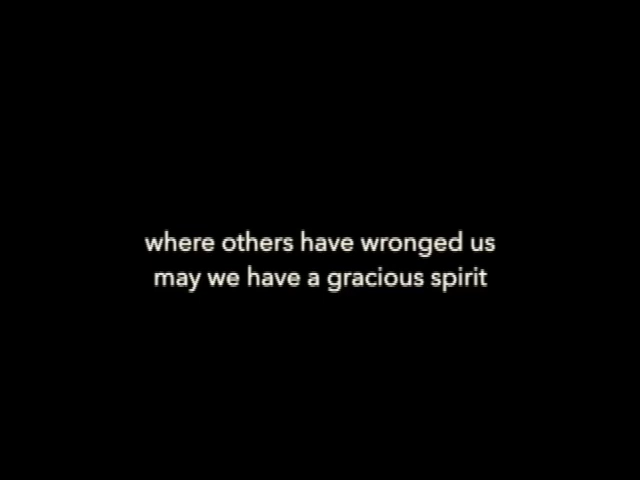 where others have wronged us
may we have a gracious spirit